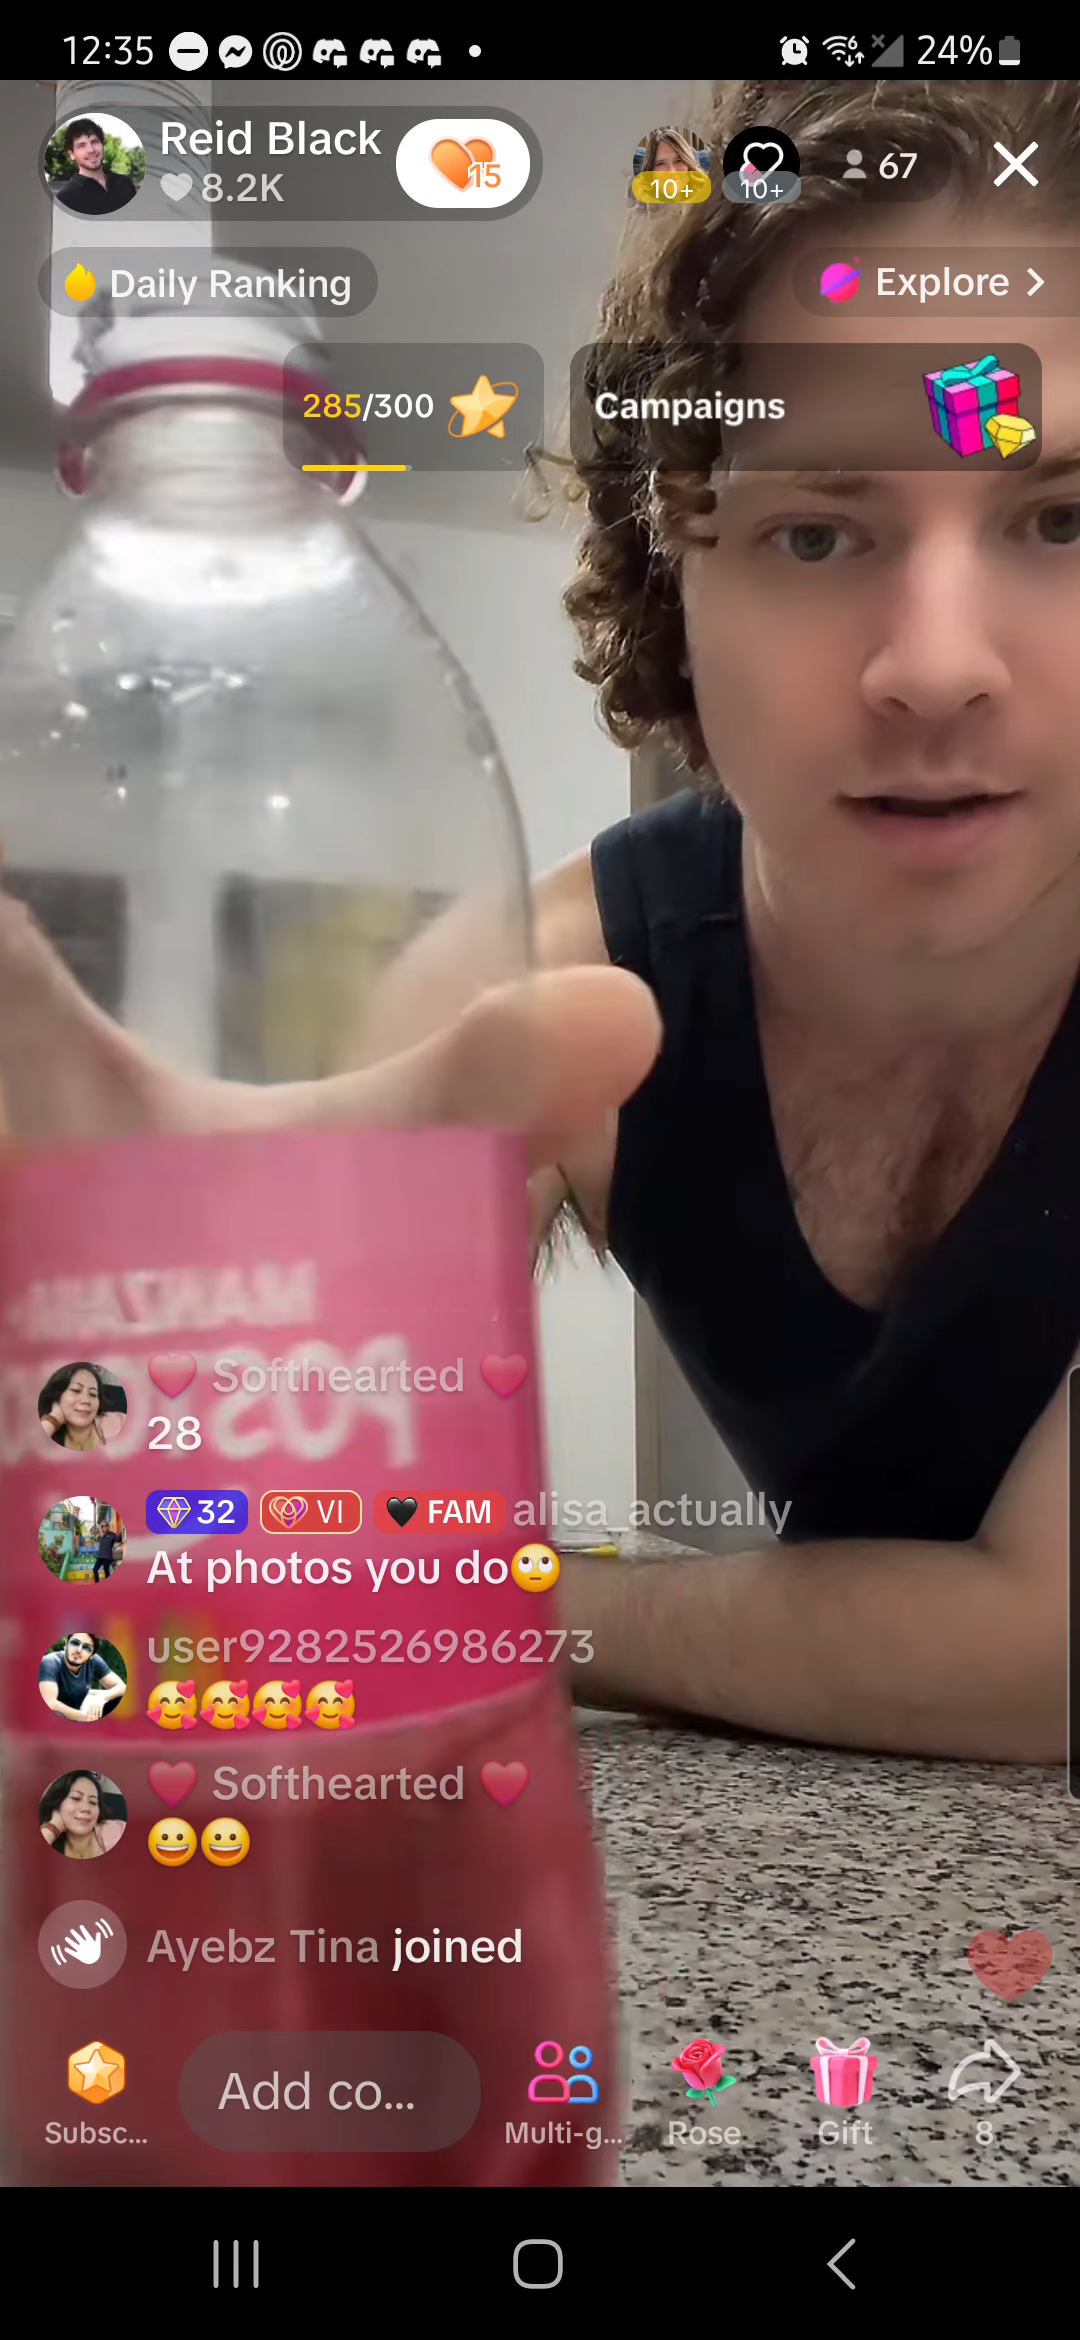 12:35
24%
Reid Black
8.2K
15
10+
10+
67
Daily Ranking
Explore
285/300
Campaigns
❤️ Softhearted ❤️
28
32 VI FAM alisa_actually
At photos you do🙄
user9282526986273
🥰🥰🥰🥰
❤️ Softhearted ❤️
😀😀
Ayebz Tina joined
Subsc...
Add co...
Multi-g...
Rose
Gift
8